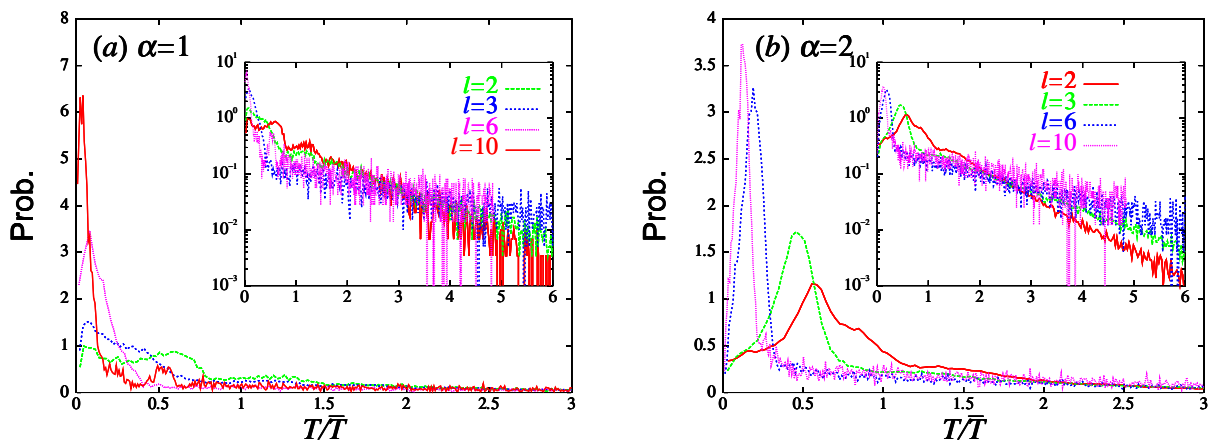 (a) α=1
8
7
6
5
4
3
2
1
0
0 0.5 1 1.5 2 2.5 3
Prob.
T/T̅
10¹
10⁰
10⁻¹
10⁻²
10⁻³
0 1 2 3 4 5 6
l=2
l=3
l=6
l=10
(b) α=2
4
3.5
3
2.5
2
1.5
1
0.5
0
0 0.5 1 1.5 2 2.5 3
Prob.
T/T̅
10¹
10⁰
10⁻¹
10⁻²
10⁻³
0 1 2 3 4 5 6
l=2
l=3
l=6
l=10